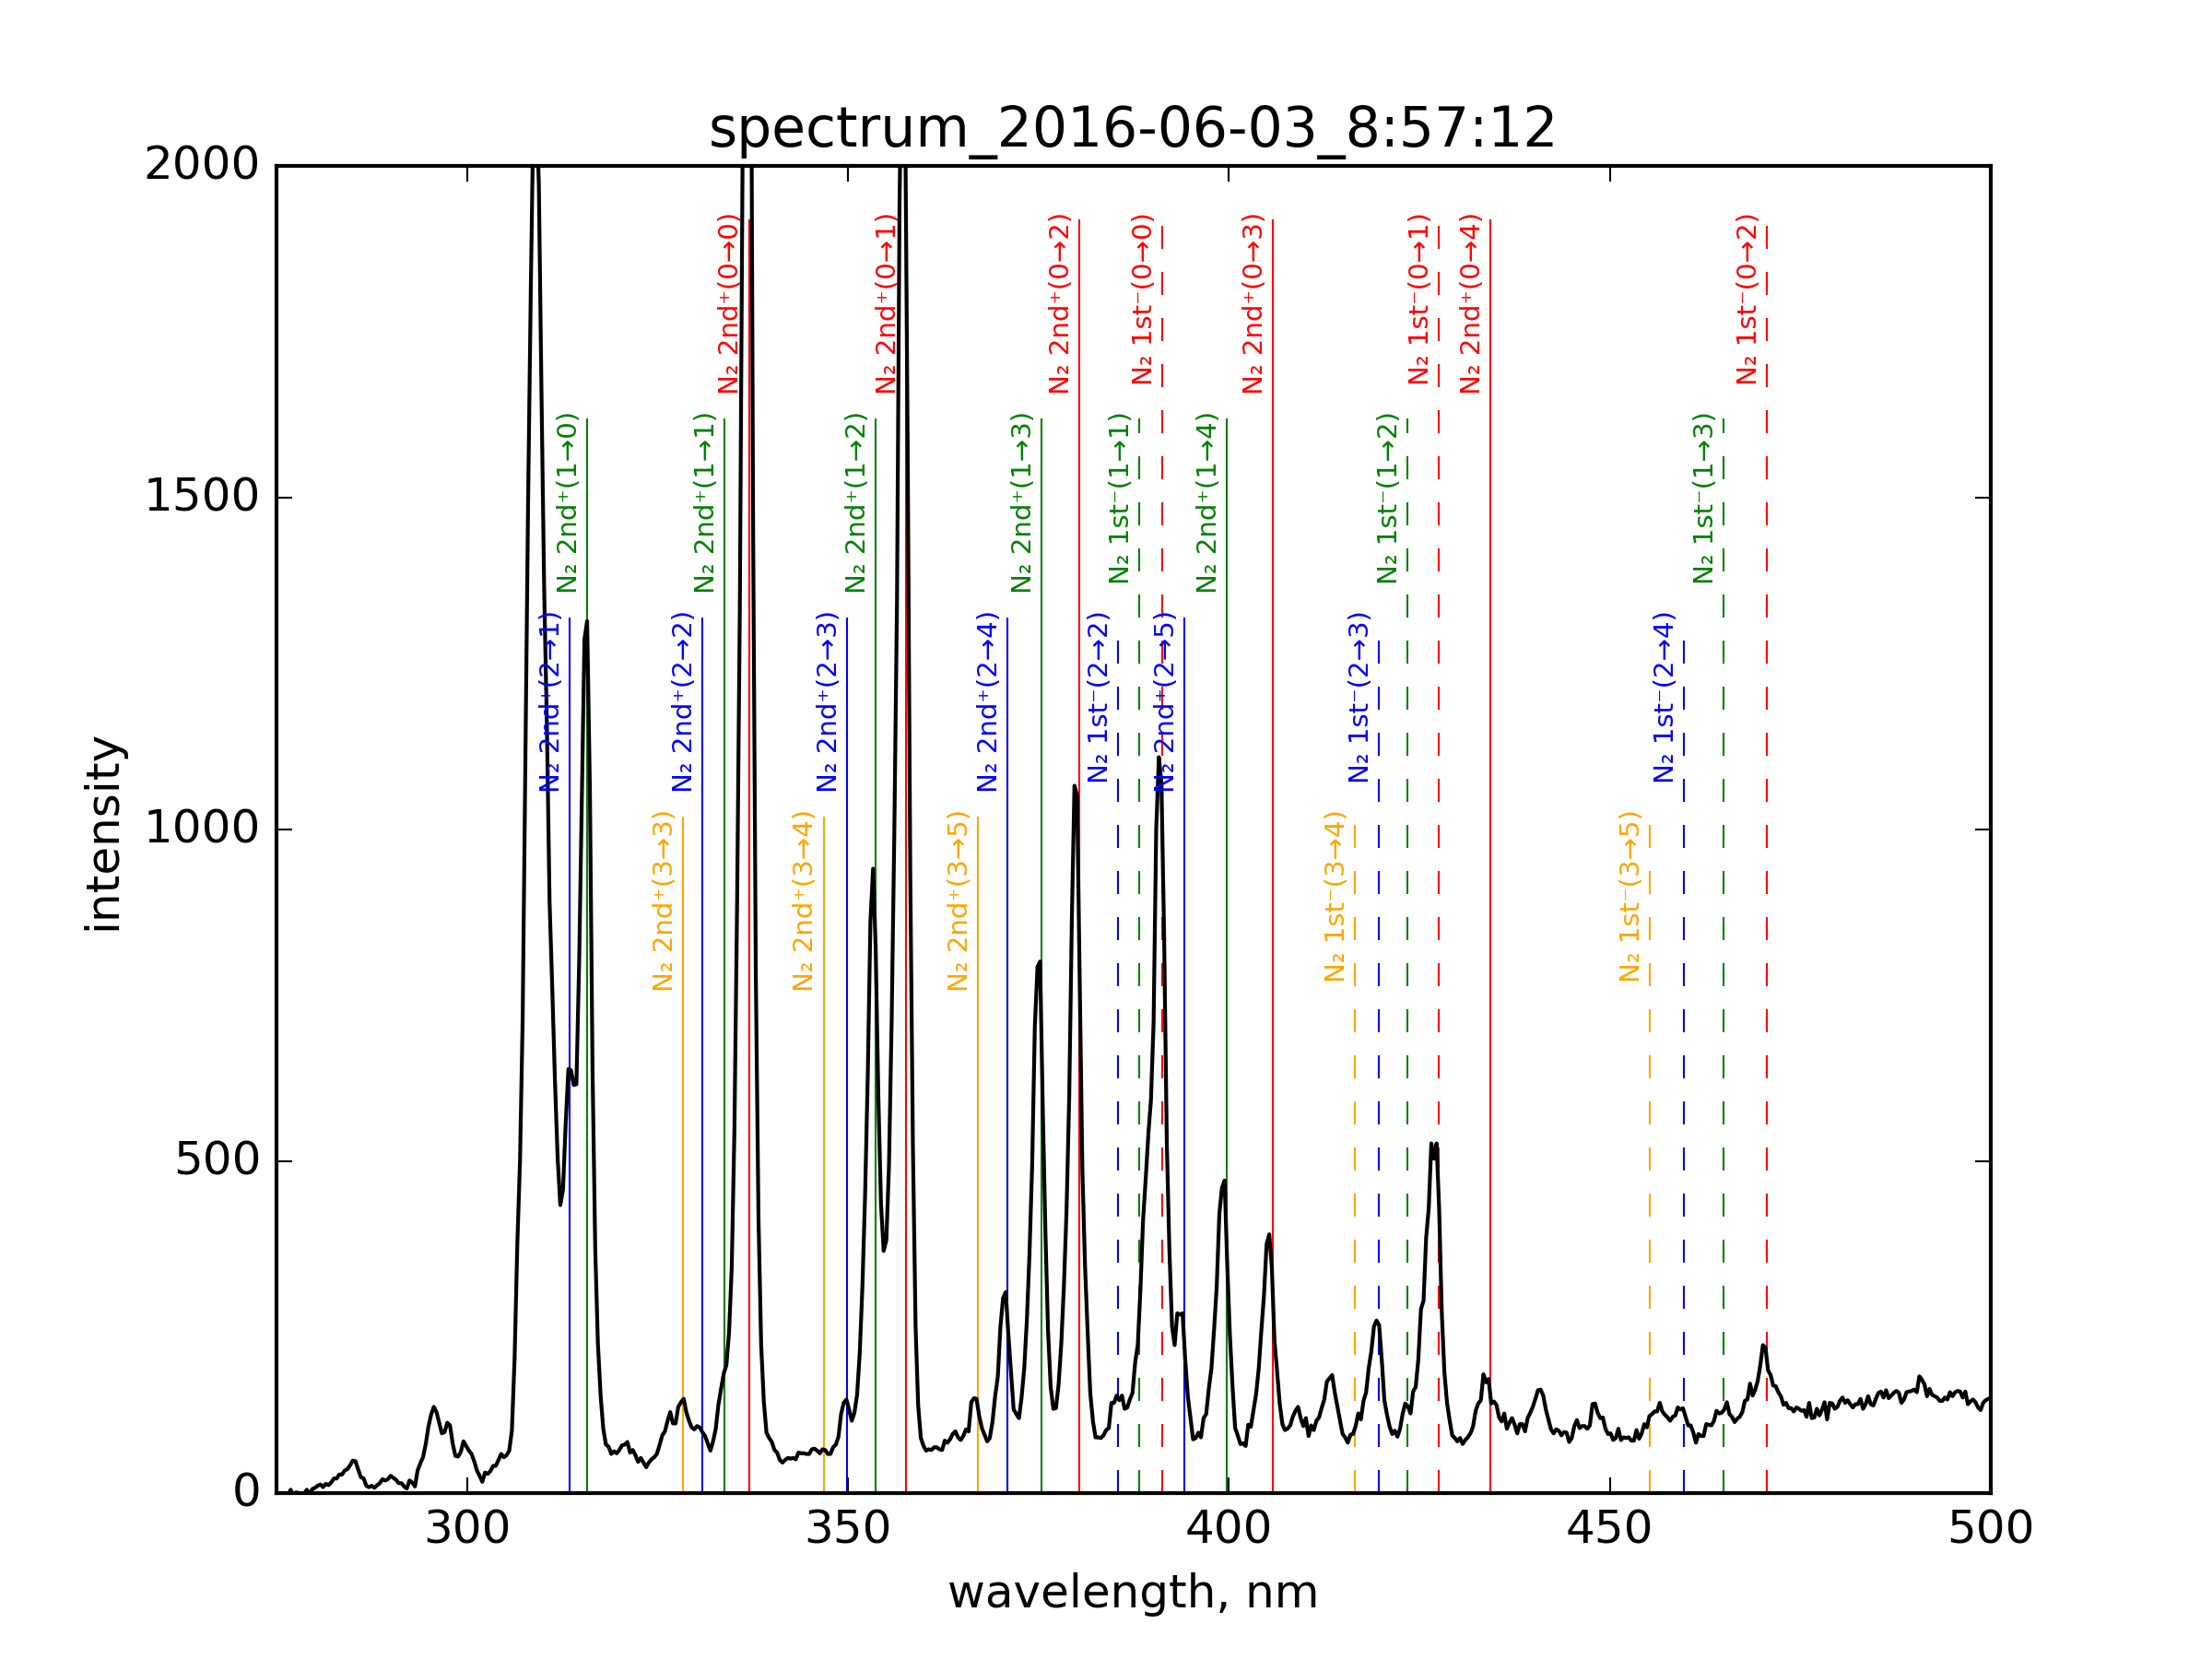 spectrum_2016-06-03_8:57:12
2000
1500
1000
500
0
intensity
N₂ 2nd⁺(0→0)
N₂ 2nd⁺(0→1)
N₂ 2nd⁺(0→2)
N₂ 1st⁻(0→0)
N₂ 2nd⁺(0→3)
N₂ 1st⁻(0→1)
N₂ 2nd⁺(0→4)
N₂ 1st⁻(0→2)
N₂ 2nd⁺(1→0)
N₂ 2nd⁺(1→1)
N₂ 2nd⁺(1→2)
N₂ 2nd⁺(1→3)
N₂ 1st⁻(1→1)
N₂ 2nd⁺(1→4)
N₂ 1st⁻(1→2)
N₂ 1st⁻(1→3)
N₂ 2nd⁺(2→1)
N₂ 2nd⁺(2→2)
N₂ 2nd⁺(2→3)
N₂ 2nd⁺(2→4)
N₂ 1st⁻(2→2)
N₂ 2nd⁺(2→5)
N₂ 1st⁻(2→3)
N₂ 1st⁻(2→4)
N₂ 2nd⁺(3→3)
N₂ 2nd⁺(3→4)
N₂ 2nd⁺(3→5)
N₂ 1st⁻(3→4)
N₂ 1st⁻(3→5)
300 350 400 450 500
wavelength, nm